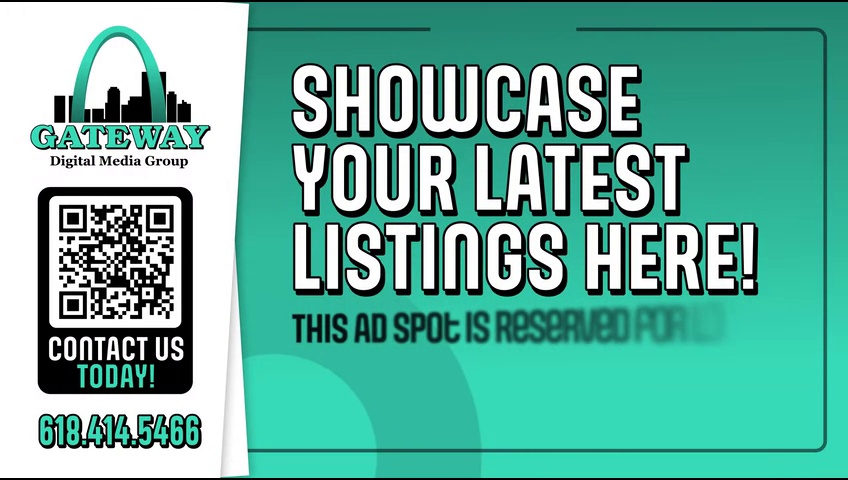 GATEWAY
Digital Media Group
CONTACT US
TODAY!
618.414.5466
SHOWCASE
YOUR LATEST
LISTINGS HERE!
THIS AD SPOT IS RESERVED FOR